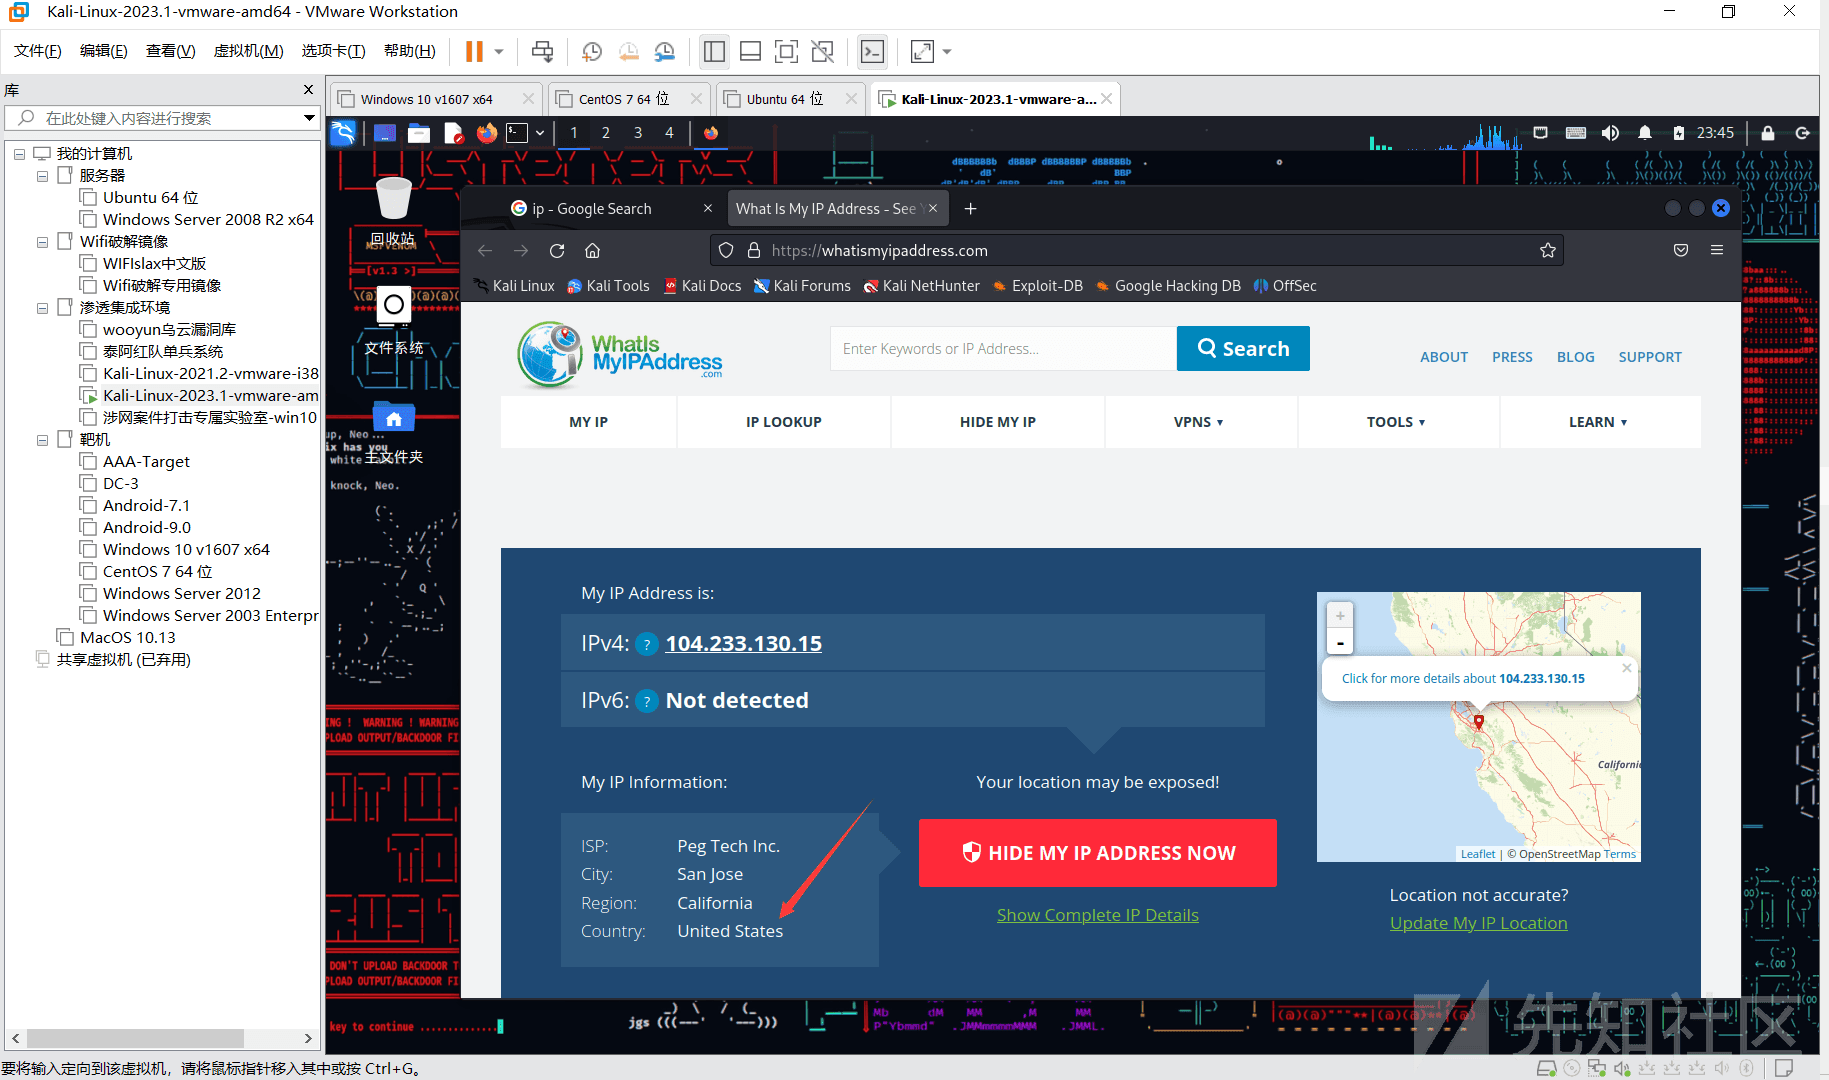 Kali-Linux-2023.1-vmware-amd64 - VMware Workstation
文件(F) 编辑(E) 查看(V) 虚拟机(M) 选项卡(T) 帮助(H)
库
在此处键入内容进行搜索
我的计算机
服务器
Ubuntu 64 位
Windows Server 2008 R2 x64
Wifi破解镜像
WIFIslax中文版
Wifi破解专用镜像
渗透集成环境
wooyun乌云漏洞库
泰阿红队单兵系统
Kali-Linux-2021.2-vmware-i38
Kali-Linux-2023.1-vmware-am
涉网案件打击专属实验室-win10
靶机
AAA-Target
DC-3
Android-7.1
Android-9.0
Windows 10 v1607 x64
CentOS 7 64 位
Windows Server 2012
Windows Server 2003 Enterpr
MacOS 10.13
共享虚拟机 (已弃用)
Windows 10 v1607 x64
CentOS 7 64 位
Ubuntu 64 位
Kali-Linux-2023.1-vmware-a...
1 2 3 4
23:45
回收站
[v1.3 >]
文件系统
主文件夹
up, Neo...
ix has you
white
knock, Neo.
ip - Google Search
What Is My IP Address - See Y
https://whatismyipaddress.com
Kali Linux Kali Tools Kali Docs Kali Forums Kali NetHunter Exploit-DB Google Hacking DB OffSec
WhatIs
MyIPAddress
.com
Enter Keywords or IP Address...
Search
ABOUT PRESS BLOG SUPPORT
MY IP IP LOOKUP HIDE MY IP VPNS ▾ TOOLS ▾ LEARN ▾
My IP Address is:
IPv4: ? 104.233.130.15
IPv6: ? Not detected
My IP Information:
ISP: Peg Tech Inc.
City: San Jose
Region: California
Country: United States
Your location may be exposed!
HIDE MY IP ADDRESS NOW
Show Complete IP Details
+
-
Click for more details about 104.233.130.15
California
Leaflet | © OpenStreetMap Terms
Location not accurate?
Update My IP Location
NG ! WARNING ! WARNING
PLOAD OUTPUT/BACKDOOR FI
DON'T UPLOAD BACKDOOR T
PLOAD OUTPUT/BACKDOOR FI
key to continue ..............
jgs
先知社区
要将输入定向到该虚拟机，请将鼠标指针移入其中或按 Ctrl+G。